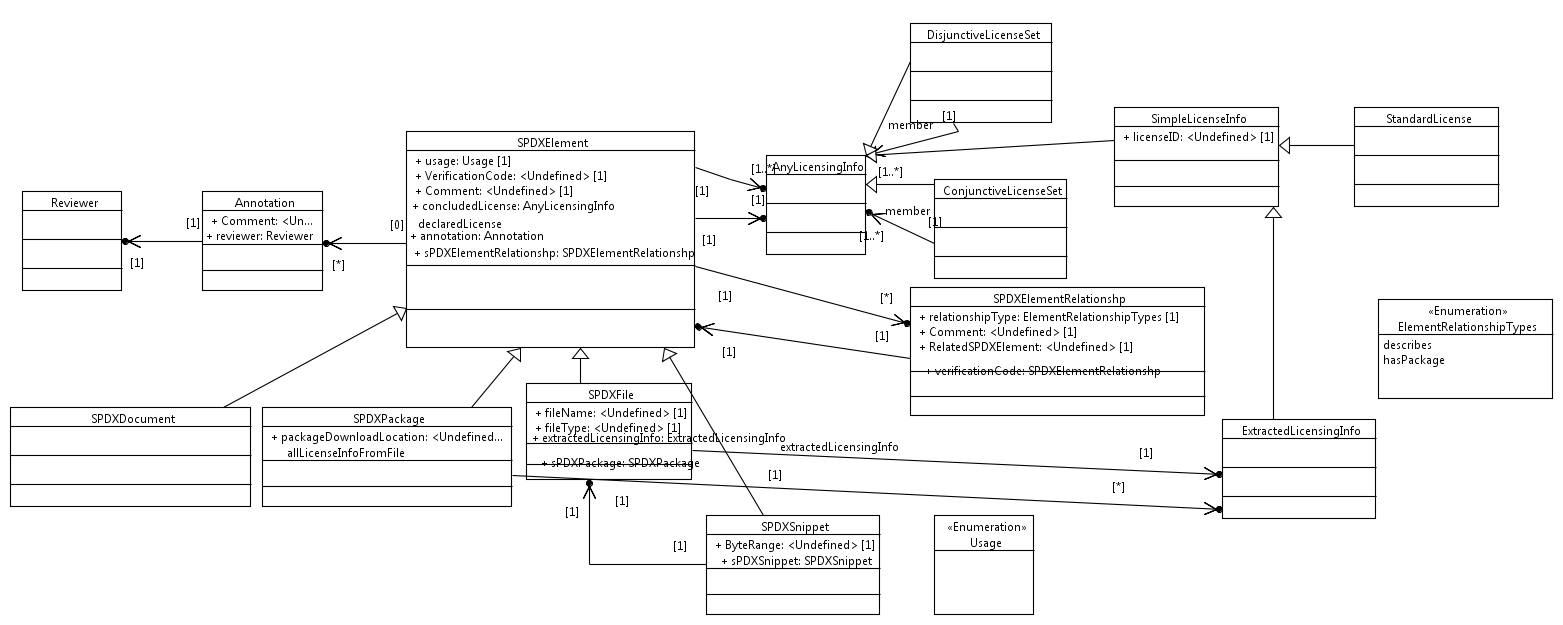 DisjunctiveLicenseSet
member
[1]
SimpleLicenseInfo
+ licenseID: <Undefined> [1]
StandardLicense
SPDXElement
+ usage: Usage [1]
+ VerificationCode: <Undefined> [1]
+ Comment: <Undefined> [1]
+ concludedLicense: AnyLicensingInfo
declaredLicense
+ annotation: Annotation
+ sPDXElementRelationshp: SPDXElementRelationshp
[1..*]
AnyLicensingInfo
[1..*]
[1]
[1]
[1]
ConjunctiveLicenseSet
member
[1]
[1..*]
Reviewer
Annotation
+ Comment: <Un...
+ reviewer: Reviewer
[1]
[1]
[0]
[*]
[1]
[*]
[1]
[1]
SPDXElementRelationshp
+ relationshipType: ElementRelationshipTypes [1]
+ Comment: <Undefined> [1]
+ RelatedSPDXElement: <Undefined> [1]
+ verificationCode: SPDXElementRelationshp
«Enumeration»
ElementRelationshipTypes
describes
hasPackage
SPDXDocument
SPDXPackage
+ packageDownloadLocation: <Undefined...
allLicenseInfoFromFile
SPDXFile
+ fileName: <Undefined> [1]
+ fileType: <Undefined> [1]
+ extractedLicensingInfo: ExtractedLicensingInfo
+ sPDXPackage: SPDXPackage
extractedLicensingInfo
[1]
[1]
[*]
ExtractedLicensingInfo
[1]
[1]
[1]
SPDXSnippet
+ ByteRange: <Undefined> [1]
+ sPDXSnippet: SPDXSnippet
«Enumeration»
Usage